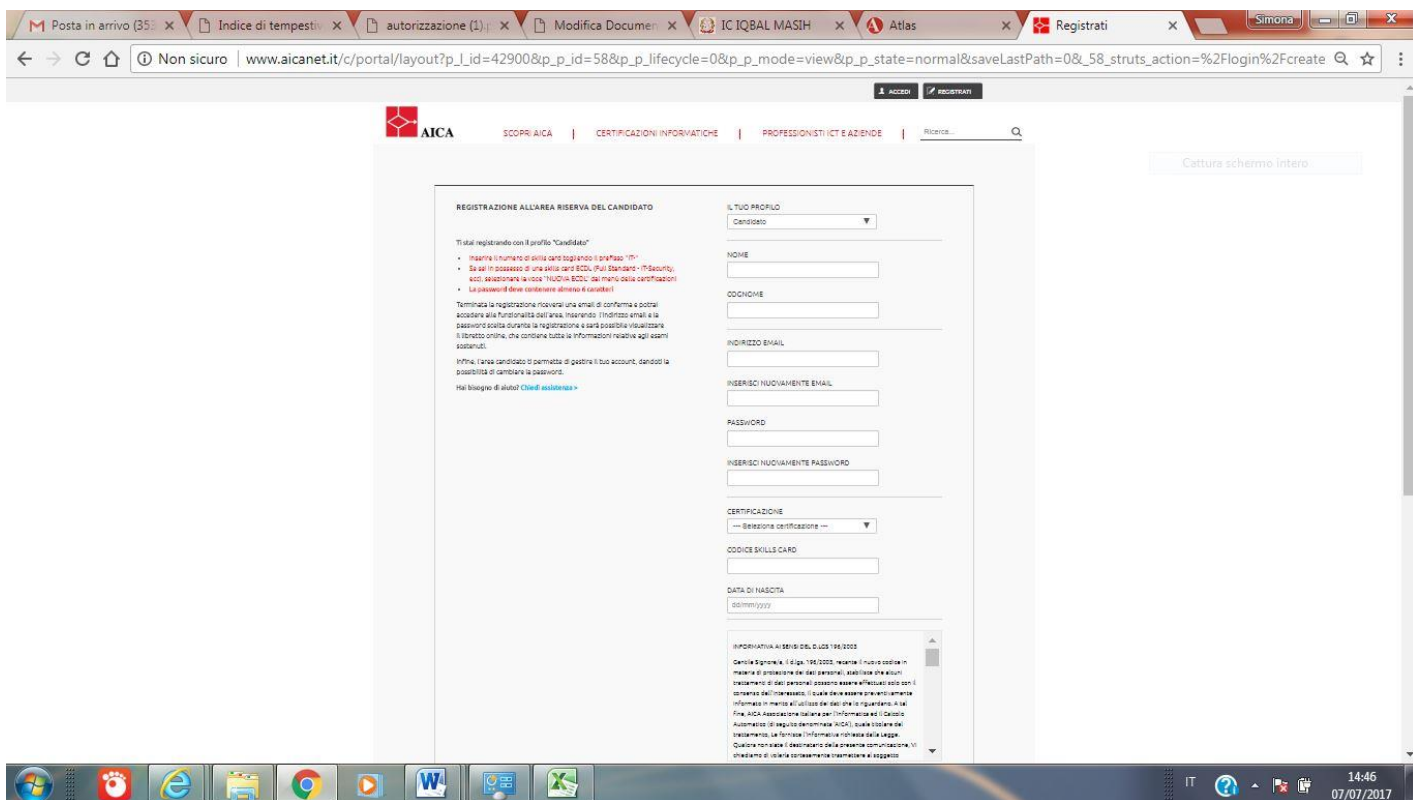 Posta in arrivo (353
Indice di tempestiv
autorizzazione (1).p
Modifica Documen
IC IQBAL MASIH
Atlas
Registrati
Simona
Non sicuro | www.aicanet.it/c/portal/layout?p_l_id=42900&p_p_id=58&p_p_lifecycle=0&p_p_mode=view&p_p_state=normal&saveLastPath=0&_58_struts_action=%2Flogin%2Fcreate
ACCEDI
REGISTRATI
AICA
SCOPRI AICA | CERTIFICAZIONI INFORMATICHE | PROFESSIONISTI ICT E AZIENDE |
Ricerca...
Cattura schermo intero
REGISTRAZIONE ALL'AREA RISERVA DEL CANDIDATO
Ti stai registrando con il profilo "Candidato"
• Inserire il numero di skills card togliendo il prefisso "IT-"
• Se sei in possesso di una skills card ECDL (Full Standard - IT-Security,
ecc), selezionare la voce "NUOVA ECDL" dal menù delle certificazioni
• La password deve contenere almeno 6 caratteri
Terminata la registrazione riceverai una email di conferma e potrai
accedere alle funzionalità dell'area, inserendo l'indirizzo email e la
password scelta durante la registrazione e sarà possibile visualizzare
il libretto online, che contiene tutte le informazioni relative agli esami
sostenuti.
Infine, l'area candidato ti permette di gestire il tuo account, dandoti la
possibilità di cambiare la password.
Hai bisogno di aiuto? Chiedi assistenza »
IL TUO PROFILO
Candidato
NOME
COGNOME
INDIRIZZO EMAIL
INSERISCI NUOVAMENTE EMAIL
PASSWORD
INSERISCI NUOVAMENTE PASSWORD
CERTIFICAZIONE
--- Seleziona certificazione ---
CODICE SKILLS CARD
DATA DI NASCITA
dd/mm/yyyy
INFORMATIVA AI SENSI DEL D.LGS 196/2003
Gentile Signore/a, il d.lgs. 196/2003, recante il nuovo codice in
materia di protezione dei dati personali, stabilisce che alcuni
trattamenti di dati personali possono essere effettuati solo con il
consenso dell'interessato, il quale deve essere preventivamente
informato in merito all'utilizzo dei dati che lo riguardano. A tal
fine, AICA Associazione Italiana per l'Informatica ed il Calcolo
Automatico (di seguito denominata 'AICA'), quale titolare del
trattamento, Le fornisce l'informativa richiesta dalla Legge.
Qualora non siate il destinatario della presente comunicazione, Vi
chiediamo di volerla cortesemente trasmettere al soggetto
IT
14:46
07/07/2017